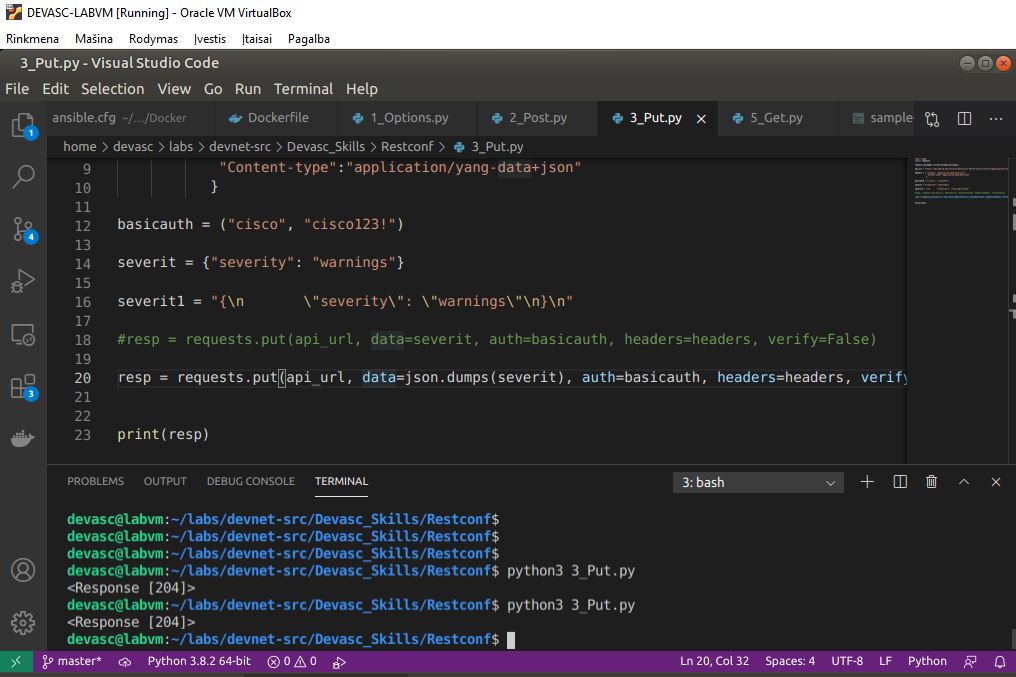 DEVASC-LABVM [Running] - Oracle VM VirtualBox
Rinkmena Mašina Rodymas Įvestis Įtaisai Pagalba
3_Put.py - Visual Studio Code
File Edit Selection View Go Run Terminal Help
ansible.cfg ~/.../Docker Dockerfile 1_Options.py 2_Post.py 3_Put.py 5_Get.py sample
home > devasc > labs > devnet-src > Devasc_Skills > Restconf > 3_Put.py
9 "Content-type":"application/yang-data+json"
10 }
11
12 basicauth = ("cisco", "cisco123!")
13
14 severit = {"severity": "warnings"}
15
16 severit1 = "{\n \"severity\": \"warnings\"\n}\n"
17
18 #resp = requests.put(api_url, data=severit, auth=basicauth, headers=headers, verify=False)
19
20 resp = requests.put(api_url, data=json.dumps(severit), auth=basicauth, headers=headers, verify
21
22
23 print(resp)
PROBLEMS OUTPUT DEBUG CONSOLE TERMINAL 3: bash
devasc@labvm:~/labs/devnet-src/Devasc_Skills/Restconf$
devasc@labvm:~/labs/devnet-src/Devasc_Skills/Restconf$
devasc@labvm:~/labs/devnet-src/Devasc_Skills/Restconf$
devasc@labvm:~/labs/devnet-src/Devasc_Skills/Restconf$ python3 3_Put.py
<Response [204]>
devasc@labvm:~/labs/devnet-src/Devasc_Skills/Restconf$ python3 3_Put.py
<Response [204]>
devasc@labvm:~/labs/devnet-src/Devasc_Skills/Restconf$
1
4
3
master* Python 3.8.2 64-bit 0 0 Ln 20, Col 32 Spaces: 4 UTF-8 LF Python